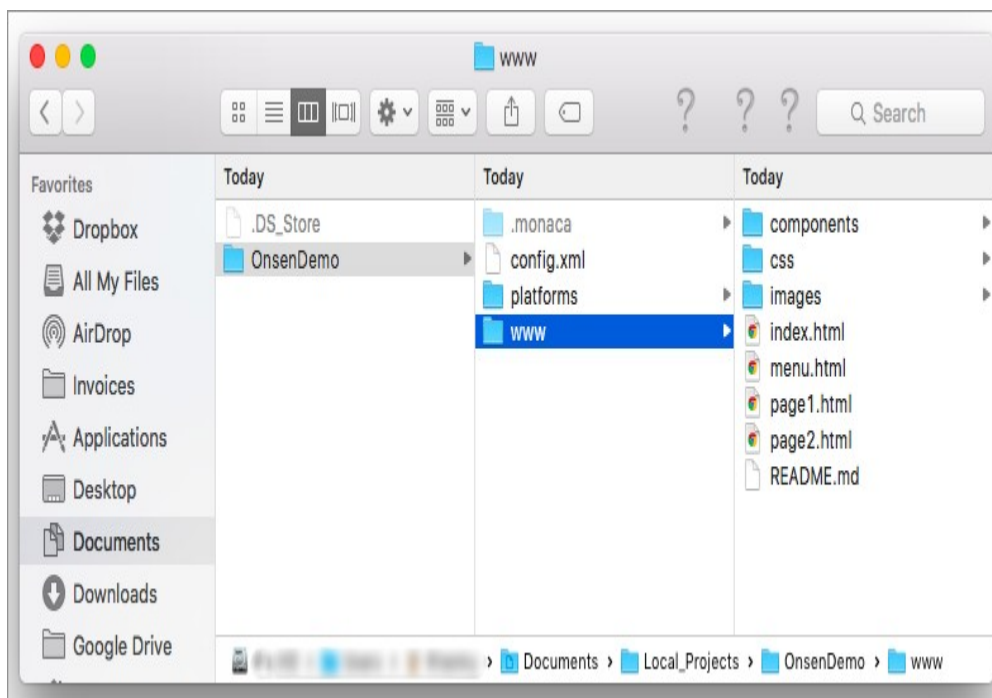 www
Search
Favorites
Dropbox
All My Files
AirDrop
Invoices
Applications
Desktop
Documents
Downloads
Google Drive
Today
.DS_Store
OnsenDemo
Today
.monaca
config.xml
platforms
www
Today
components
css
images
index.html
menu.html
page1.html
page2.html
README.md
Documents › Local_Projects › OnsenDemo › www